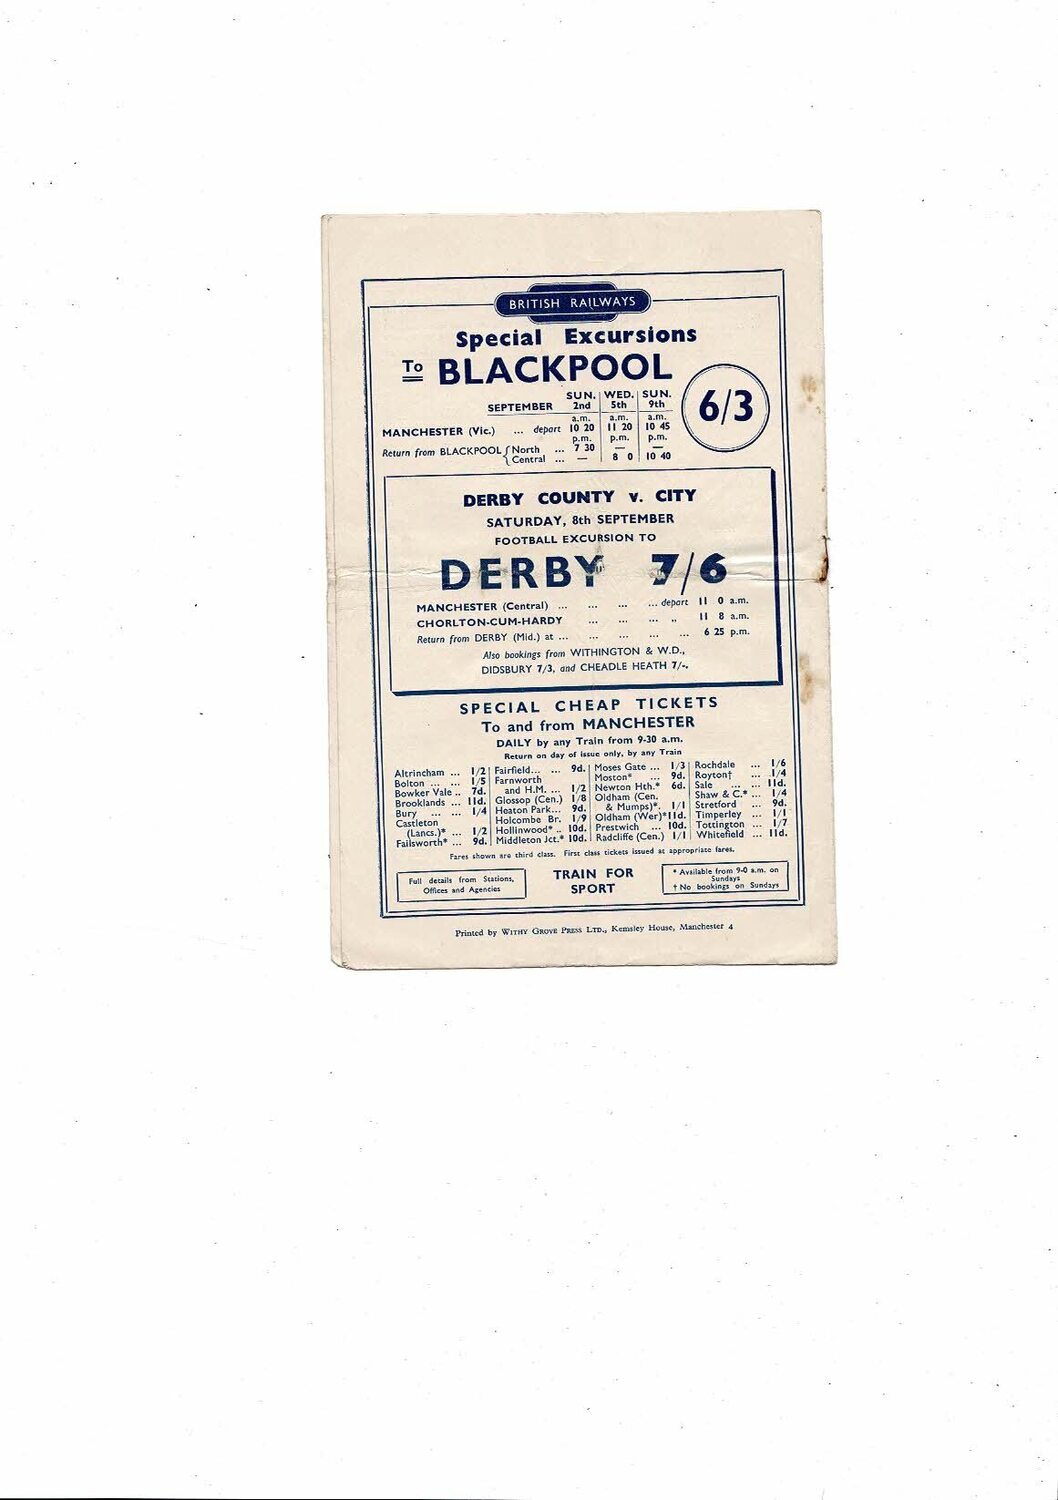 BRITISH RAILWAYS
Special Excursions
To BLACKPOOL
6/3
SUN. WED. SUN.
SEPTEMBER 2nd 5th 9th
a.m. a.m. a.m.
MANCHESTER (Vic.) ... depart 10 20 11 20 10 45
p.m. p.m. p.m.
Return from BLACKPOOL { North ... 7 30 — —
Central ... — 8 0 10 40
DERBY COUNTY v. CITY
SATURDAY, 8th SEPTEMBER
FOOTBALL EXCURSION TO
DERBY 7/6
MANCHESTER (Central) ... ... ... ... depart 11 0 a.m.
CHORLTON-CUM-HARDY ... ... ... „ 11 8 a.m.
Return from DERBY (Mid.) at ... ... ... ... ... 6 25 p.m.
Also bookings from WITHINGTON & W.D.,
DIDSBURY 7/3, and CHEADLE HEATH 7/-.
SPECIAL CHEAP TICKETS
To and from MANCHESTER
DAILY by any Train from 9-30 a.m.
Return on day of issue only, by any Train
Altrincham ... 1/2
Bolton ... ... 1/5
Bowker Vale .. 7d.
Brooklands ... 11d.
Bury ... ... 1/4
Castleton
(Lancs.)* ... 1/2
Failsworth* ... 9d.
Fairfield... ... 9d.
Farnworth
and H.M. ... 1/2
Glossop (Cen.) 1/8
Heaton Park... 9d.
Holcombe Br. 1/9
Hollinwood* .. 10d.
Middleton Jct.* 10d.
Moses Gate ... 1/3
Moston* ... 9d.
Newton Hth.* 6d.
Oldham (Cen.
& Mumps)*. 1/1
Oldham (Wer)* 11d.
Prestwich ... 10d.
Radcliffe (Cen.) 1/1
Rochdale ... 1/6
Royton† ... 1/4
Sale ... ... 11d.
Shaw & C.* ... 1/4
Stretford ... 9d.
Timperley ... 1/1
Tottington ... 1/7
Whitefield ... 11d.
Fares shown are third class. First class tickets issued at appropriate fares.
Full details from Stations,
Offices and Agencies
TRAIN FOR
SPORT
* Available from 9-0 a.m. on
Sundays
† No bookings on Sundays
Printed by WITHY GROVE PRESS LTD., Kemsley House, Manchester 4